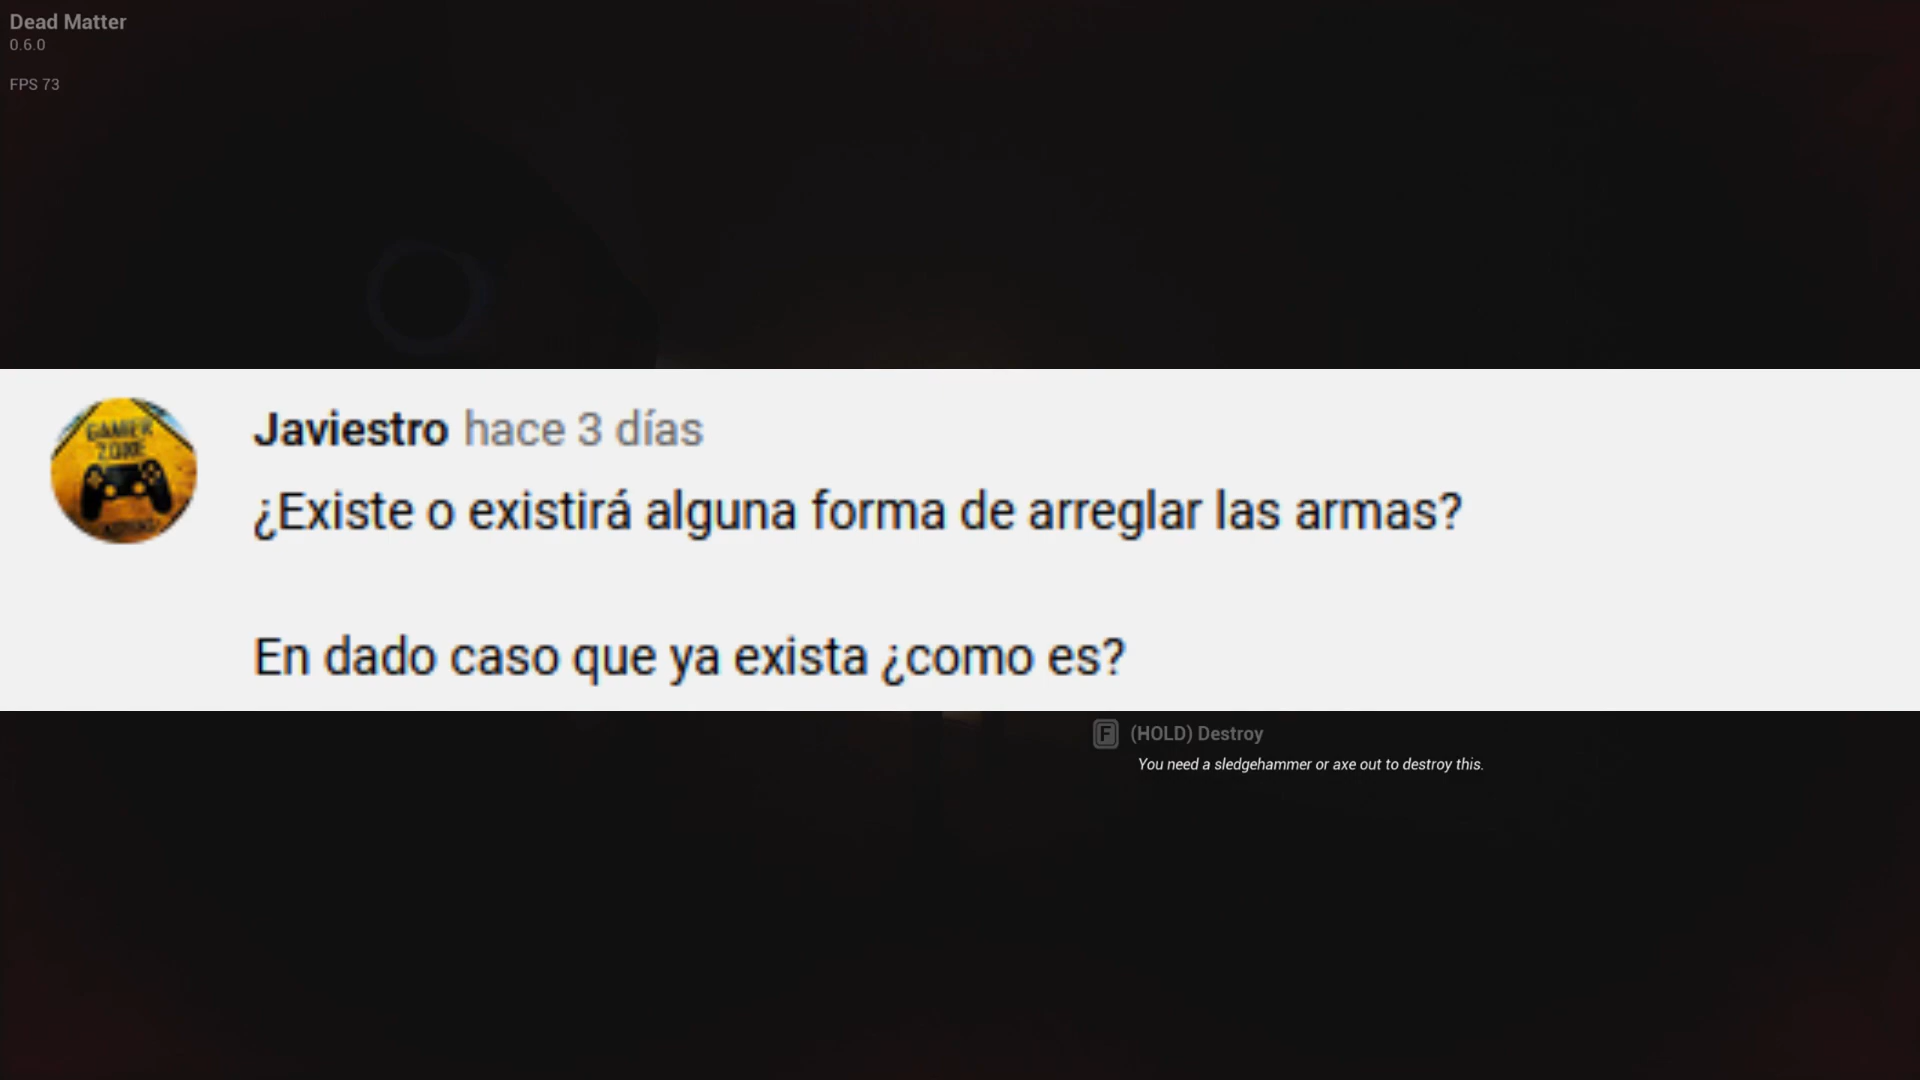 Dead Matter
0.6.0
FPS 73
GAMER
ZONE
Javiestro hace 3 días
¿Existe o existirá alguna forma de arreglar las armas?
En dado caso que ya exista ¿como es?
F (HOLD) Destroy
You need a sledgehammer or axe out to destroy this.